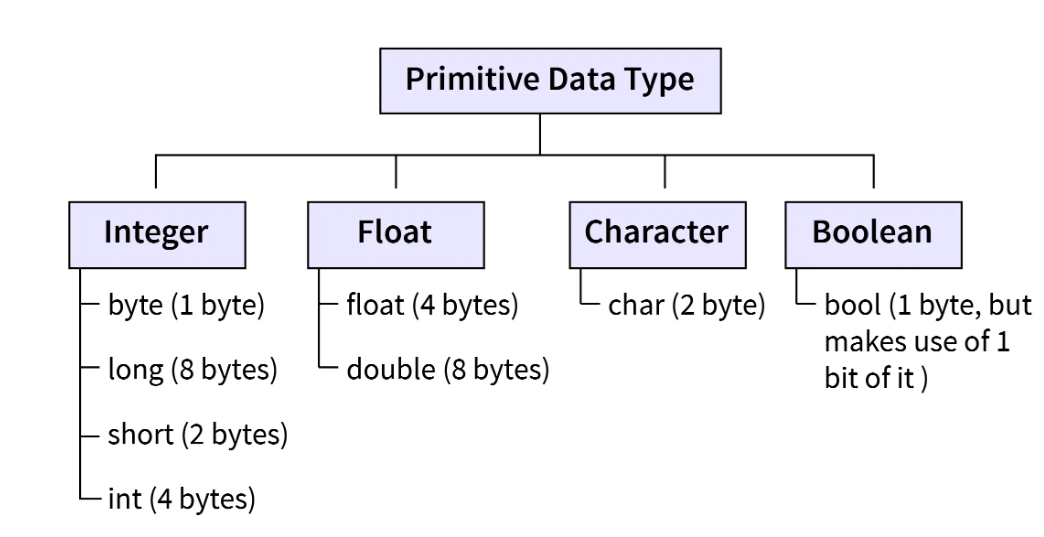 Primitive Data Type
Integer
Float
Character
Boolean
byte (1 byte)
long (8 bytes)
short (2 bytes)
int (4 bytes)
float (4 bytes)
double (8 bytes)
char (2 byte)
bool (1 byte, but
makes use of 1
bit of it )